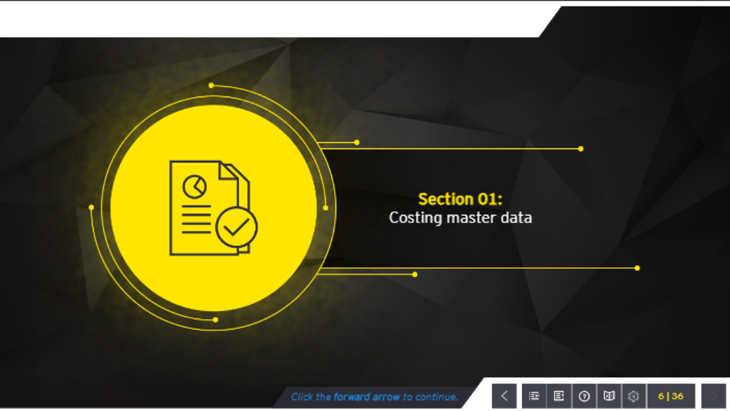 Section 01:
Costing master data
Click the forward arrow to continue.
6 | 36